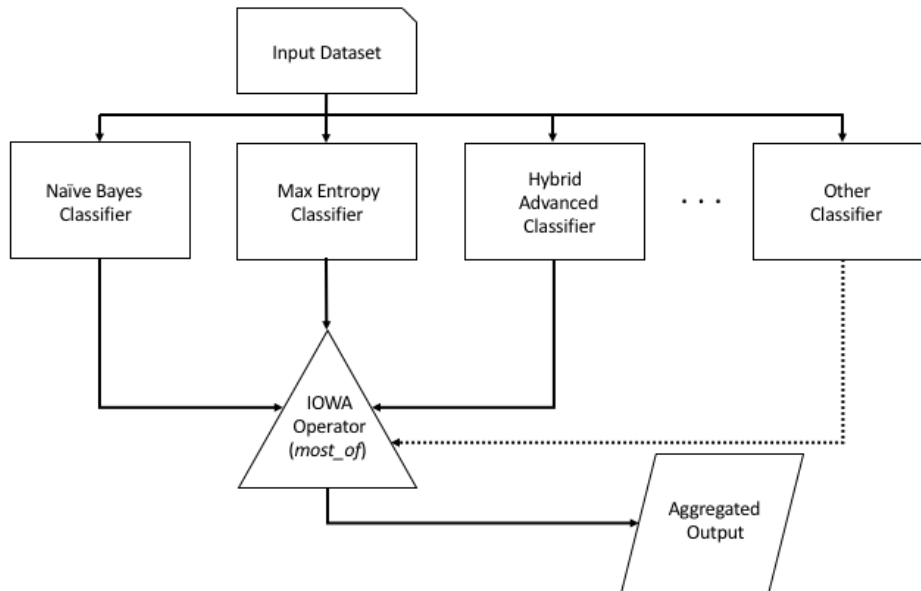 Input Dataset
Naïve Bayes
Classifier
Max Entropy
Classifier
Hybrid
Advanced
Classifier
. . .
Other
Classifier
IOWA
Operator
(most_of)
Aggregated
Output